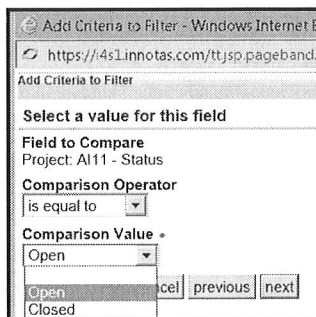 Add Criteria to Filter - Windows Internet E
https://i4s1.innotas.com/ttjsp.pageband.
Add Criteria to Filter
Select a value for this field
Field to Compare
Project: AI11 - Status
Comparison Operator
is equal to
Comparison Value *
Open
Open
Closed
ncel previous next